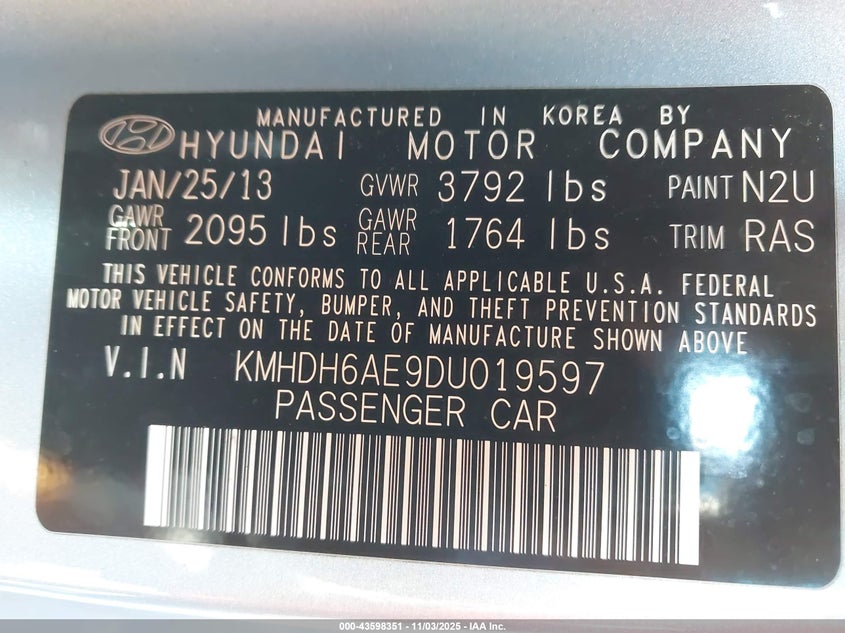 MANUFACTURED IN KOREA BY
HYUNDAI MOTOR COMPANY
JAN/25/13 GVWR 3792 lbs PAINT N2U
GAWR FRONT 2095 lbs GAWR REAR 1764 lbs TRIM RAS
THIS VEHICLE CONFORMS TO ALL APPLICABLE U.S.A. FEDERAL
MOTOR VEHICLE SAFETY, BUMPER, AND THEFT PREVENTION STANDARDS
IN EFFECT ON THE DATE OF MANUFACTURE SHOWN ABOVE
V.I.N KMHDH6AE9DU019597
PASSENGER CAR
000-43598351 - 11/03/2025 - IAA Inc.